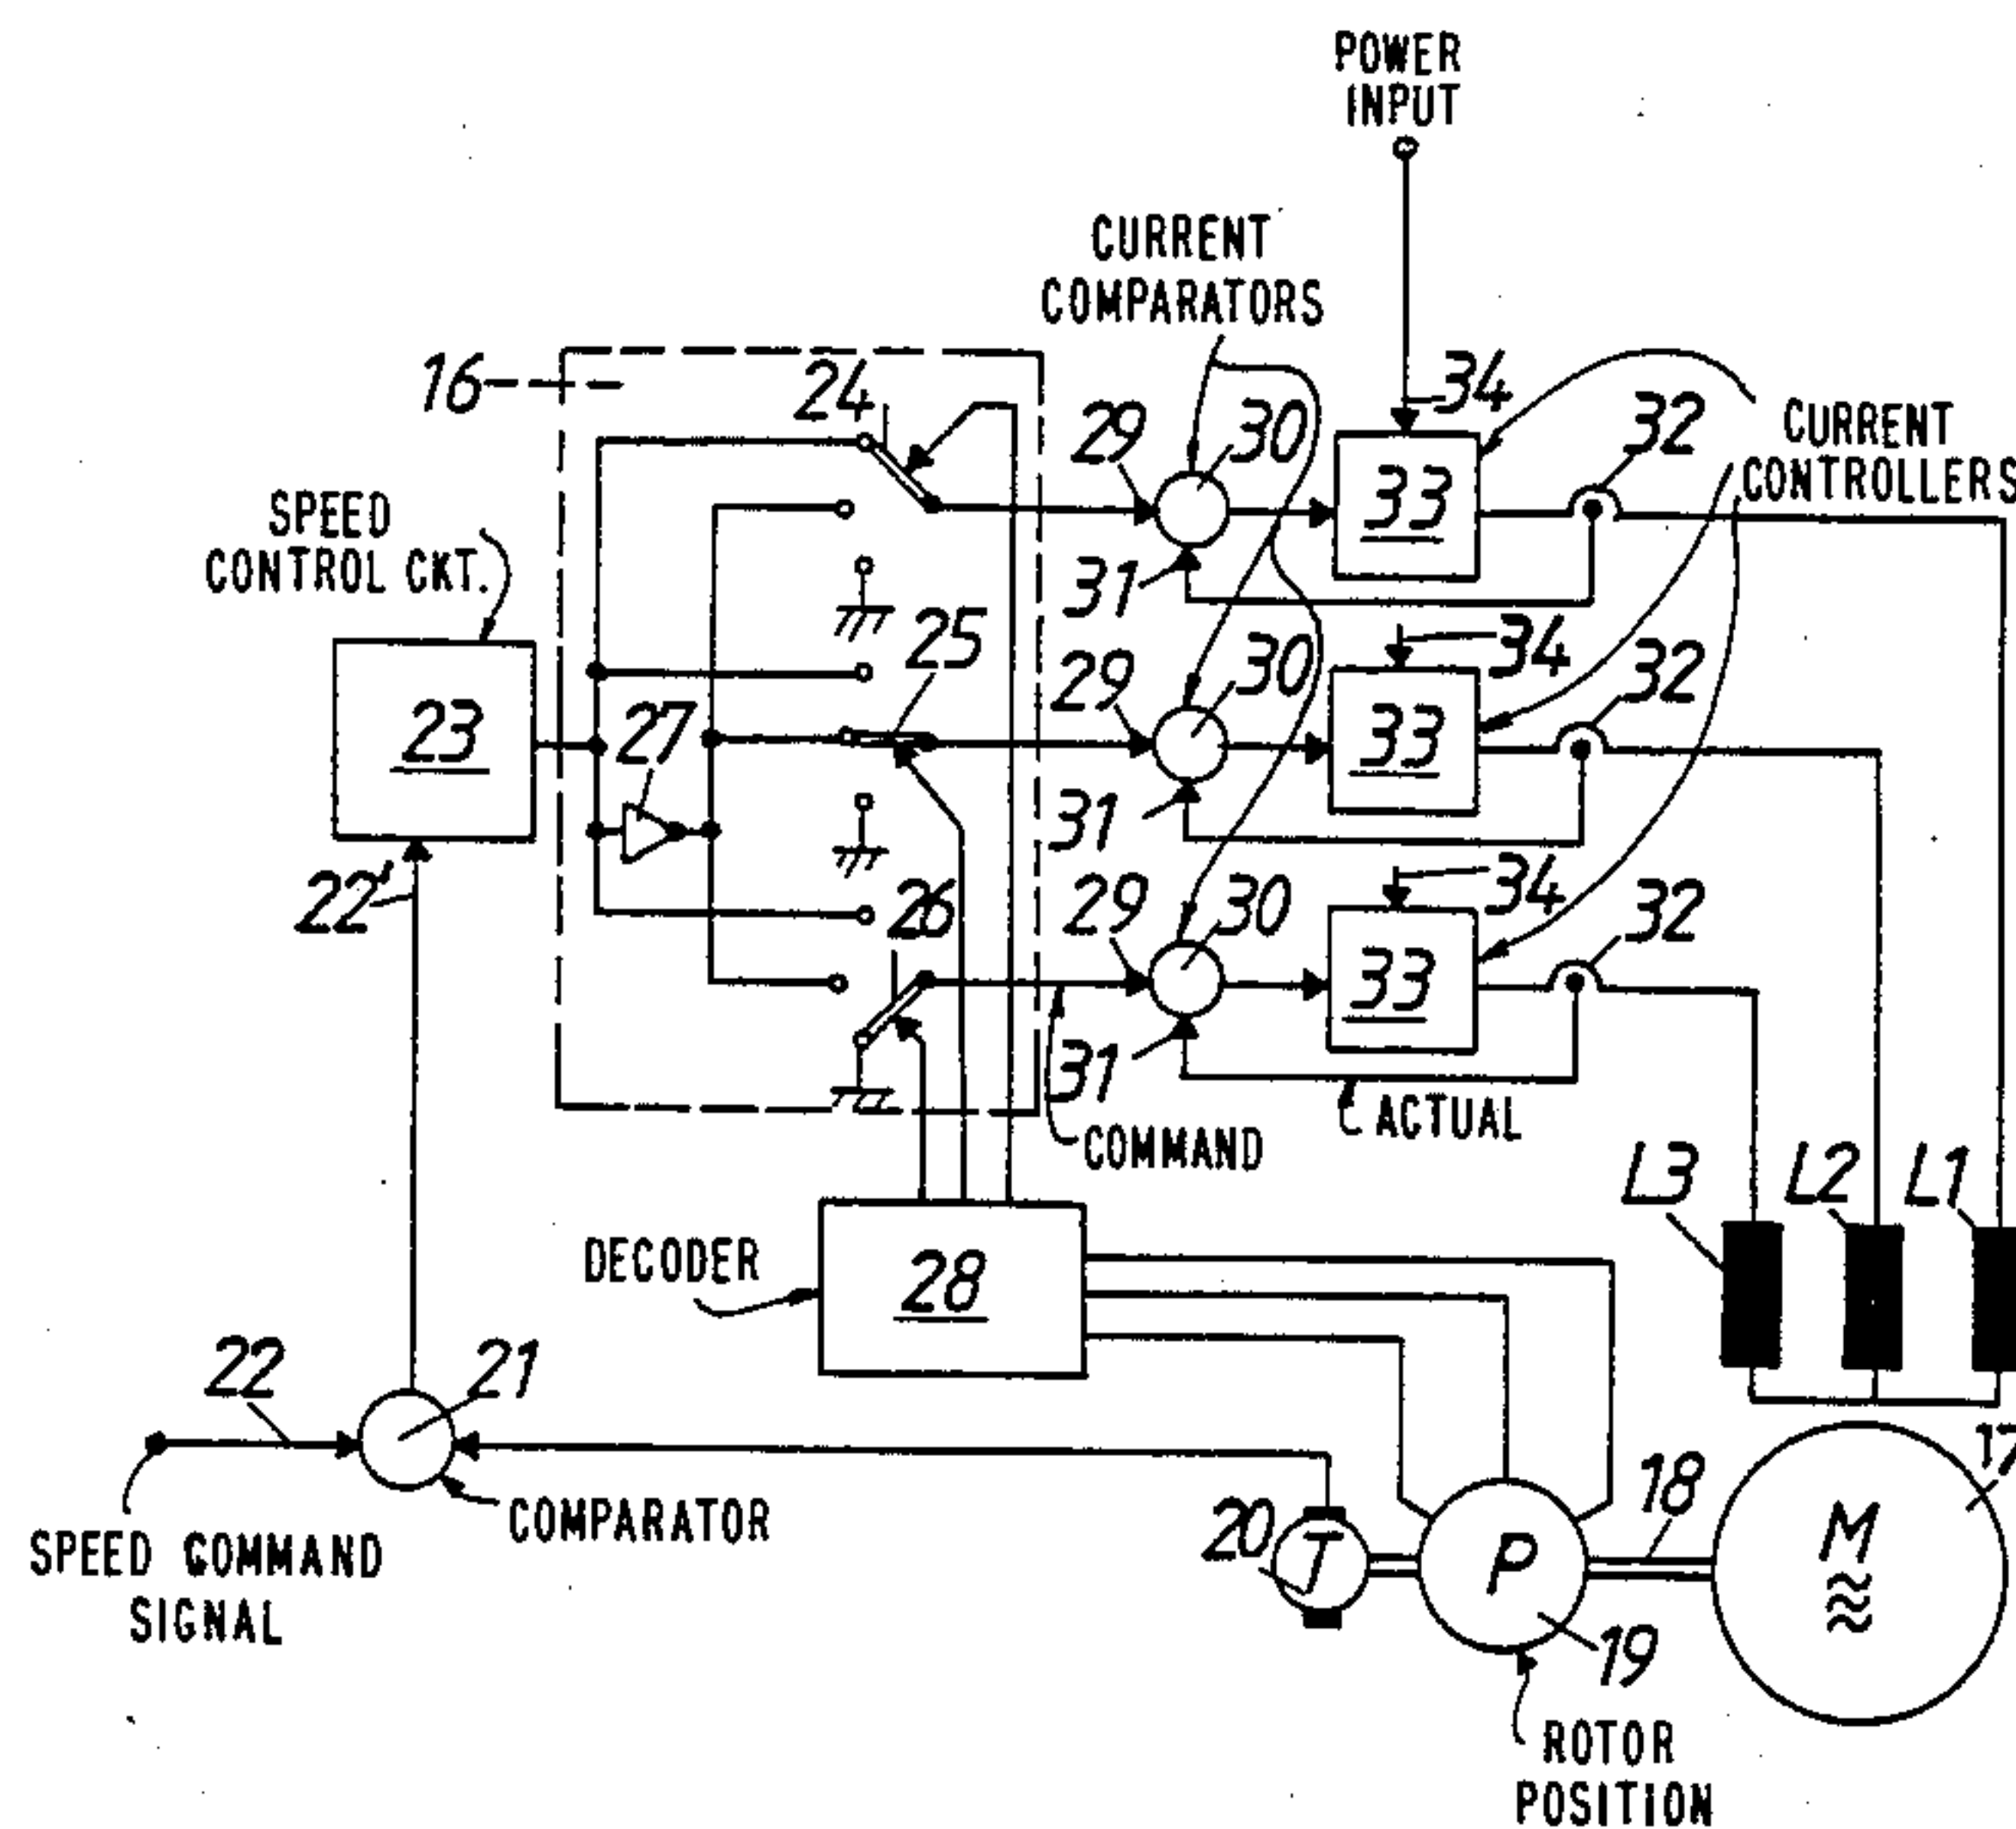 POWER
INPUT
CURRENT
COMPARATORS
16
24
29
30
34
32
CURRENT
CONTROLLERS
33
SPEED
CONTROL CKT.
31
25
34
23
27
29
30
33
32
31
22'
26
29
30
34
32
33
31
COMMAND
ACTUAL
L3
L2
L1
DECODER
28
22
21
COMPARATOR
SPEED COMMAND
SIGNAL
20
T
P
18
M
17
19
ROTOR
POSITION